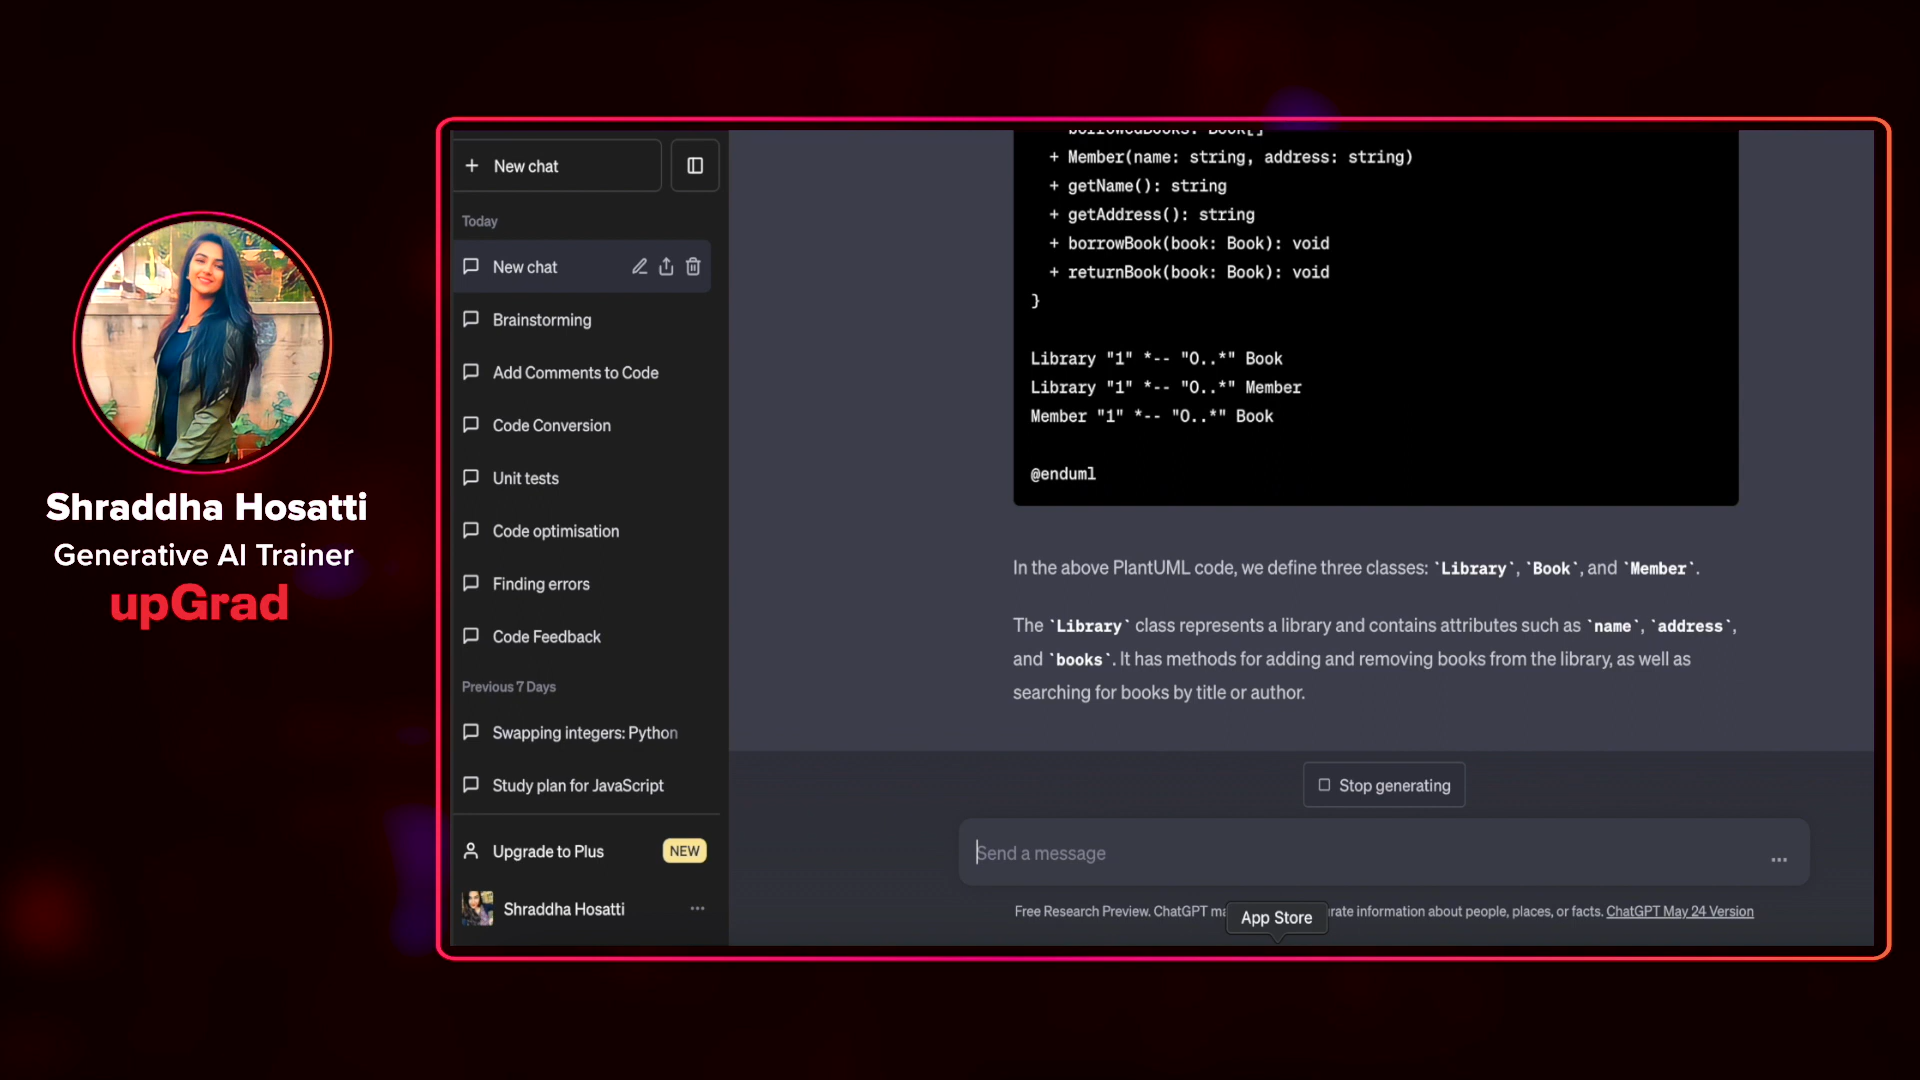 Shraddha Hosatti
Generative AI Trainer
upGrad
New chat
Today
New chat
Brainstorming
Add Comments to Code
Code Conversion
Unit tests
Code optimisation
Finding errors
Code Feedback
Previous 7 Days
Swapping integers: Python
Study plan for JavaScript
Upgrade to Plus NEW
Shraddha Hosatti
borrowedBooks: Book[]
+ Member(name: string, address: string)
+ getName(): string
+ getAddress(): string
+ borrowBook(book: Book): void
+ returnBook(book: Book): void
}
Library "1" *-- "0..*" Book
Library "1" *-- "0..*" Member
Member "1" *-- "0..*" Book
@enduml
In the above PlantUML code, we define three classes: `Library`, `Book`, and `Member`.
The `Library` class represents a library and contains attributes such as `name`, `address`,
and `books`. It has methods for adding and removing books from the library, as well as
searching for books by title or author.
Stop generating
Send a message
Free Research Preview. ChatGPT information about people, places, or facts. ChatGPT May 24 Version
App Store